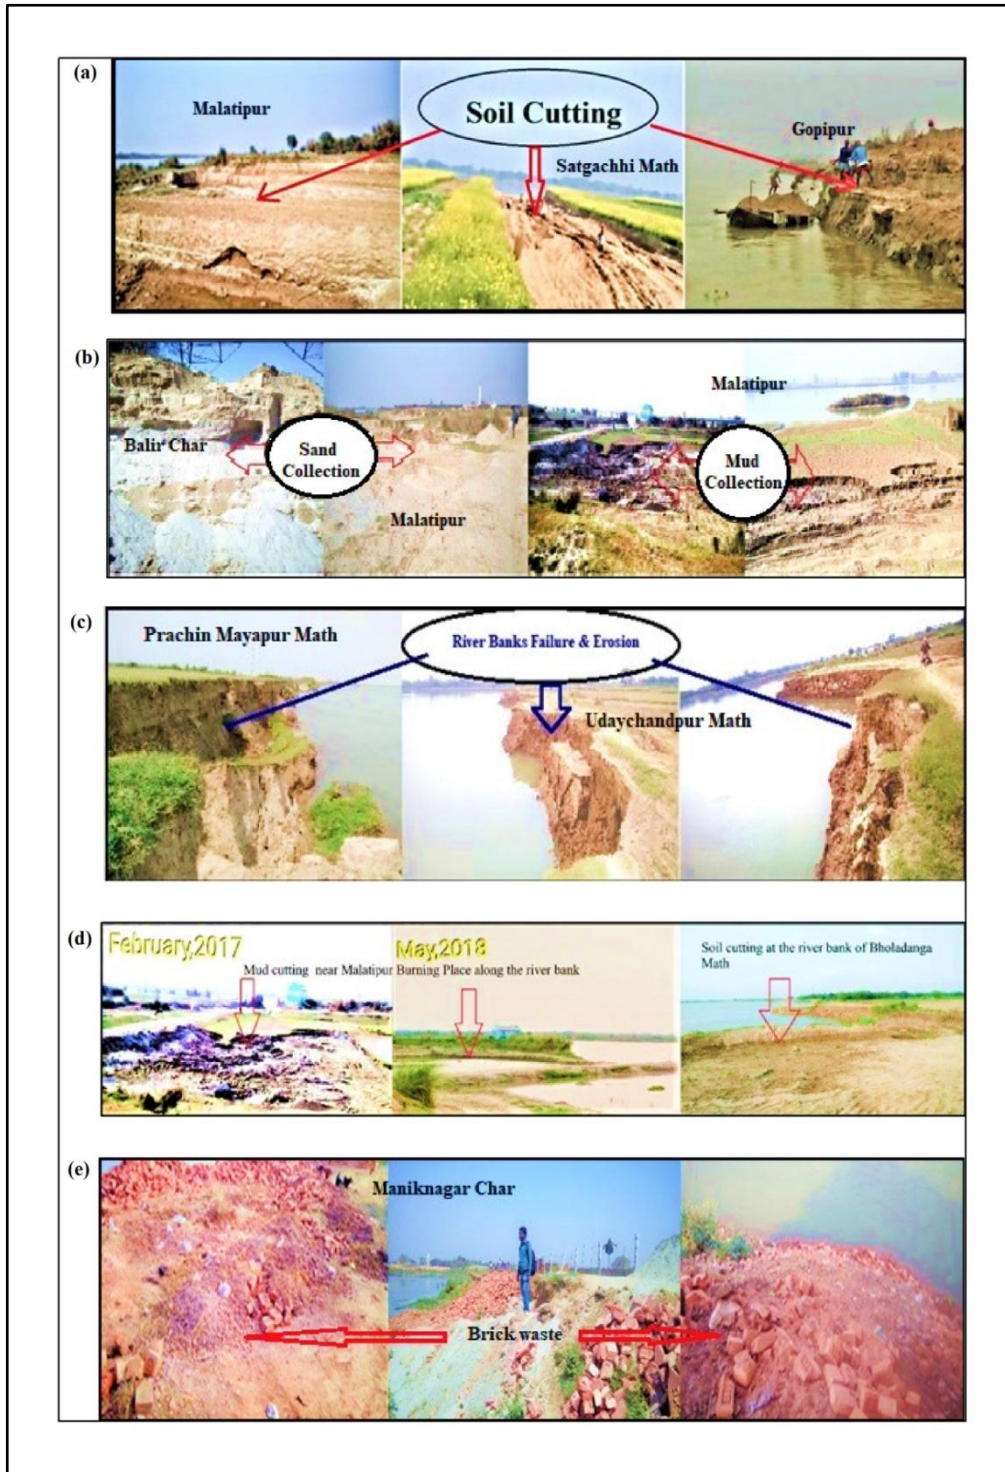 (a)
Malatipur
Soil Cutting
Gopipur
Satgachhi Math
(b)
Malatipur
Balir Char
Sand
Collection
Mud
Collection
Malatipur
(c)
Prachin Mayapur Math
River Banks Failure & Erosion
Udaychandpur Math
(d)
February,2017
May,2018
Soil cutting at the river bank of Bholadanga
Math
Mud cutting near Malatipur Burning Place along the river bank
(e)
Maniknagar Char
Brick waste